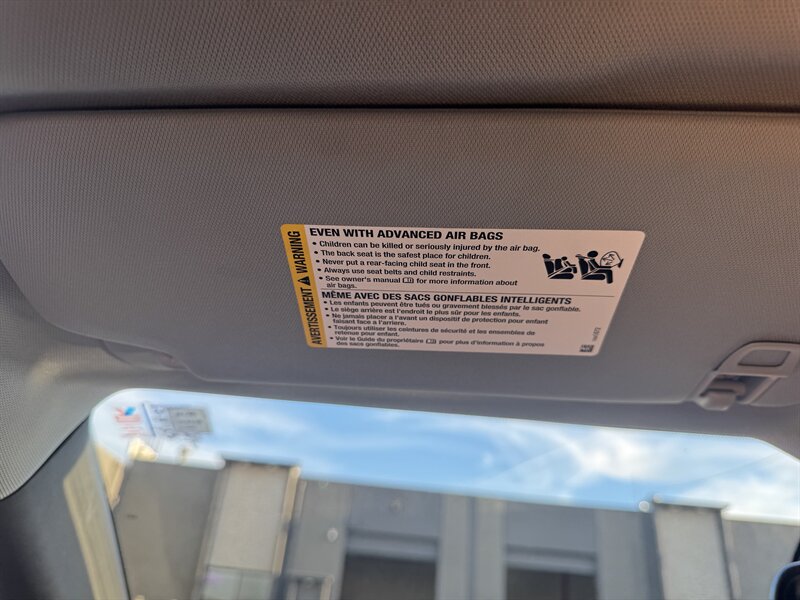 AVERTISSEMENT WARNING
EVEN WITH ADVANCED AIR BAGS
• Children can be killed or seriously injured by the air bag.
• The back seat is the safest place for children.
• Never put a rear-facing child seat in the front.
• Always use seat belts and child restraints.
• See owner's manual for more information about
air bags.
MÊME AVEC DES SACS GONFLABLES INTELLIGENTS
• Les enfants peuvent être tués ou gravement blessés par le sac gonflable.
• Le siège arrière est l'endroit le plus sûr pour les enfants.
• Ne jamais placer à l'avant un dispositif de protection pour enfant
faisant face à l'arrière.
• Toujours utiliser les ceintures de sécurité et les ensembles de
retenue pour enfant.
• Voir le Guide du propriétaire pour plus d'information à propos
des sacs gonflables.